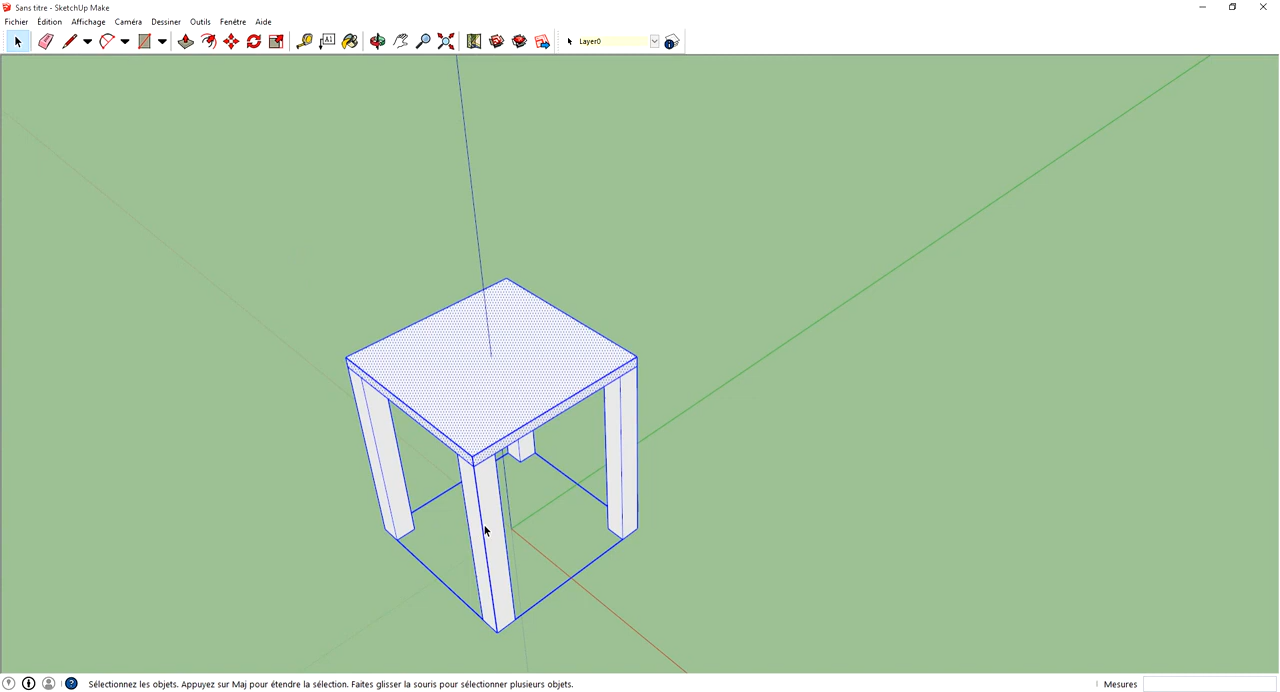 Sans titre - SketchUp Make
Fichier Édition Affichage Caméra Dessiner Outils Fenêtre Aide
A1 Layer0
Sélectionnez les objets. Appuyez sur Maj pour étendre la sélection. Faites glisser la souris pour sélectionner plusieurs objets. Mesures